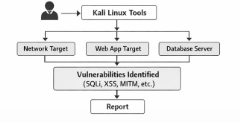 Kali Linux Tools
Network Target
Web App Target
Database Server
Vulnerabilities Identified
(SQLi, XSS, MITM, etc.)
Report